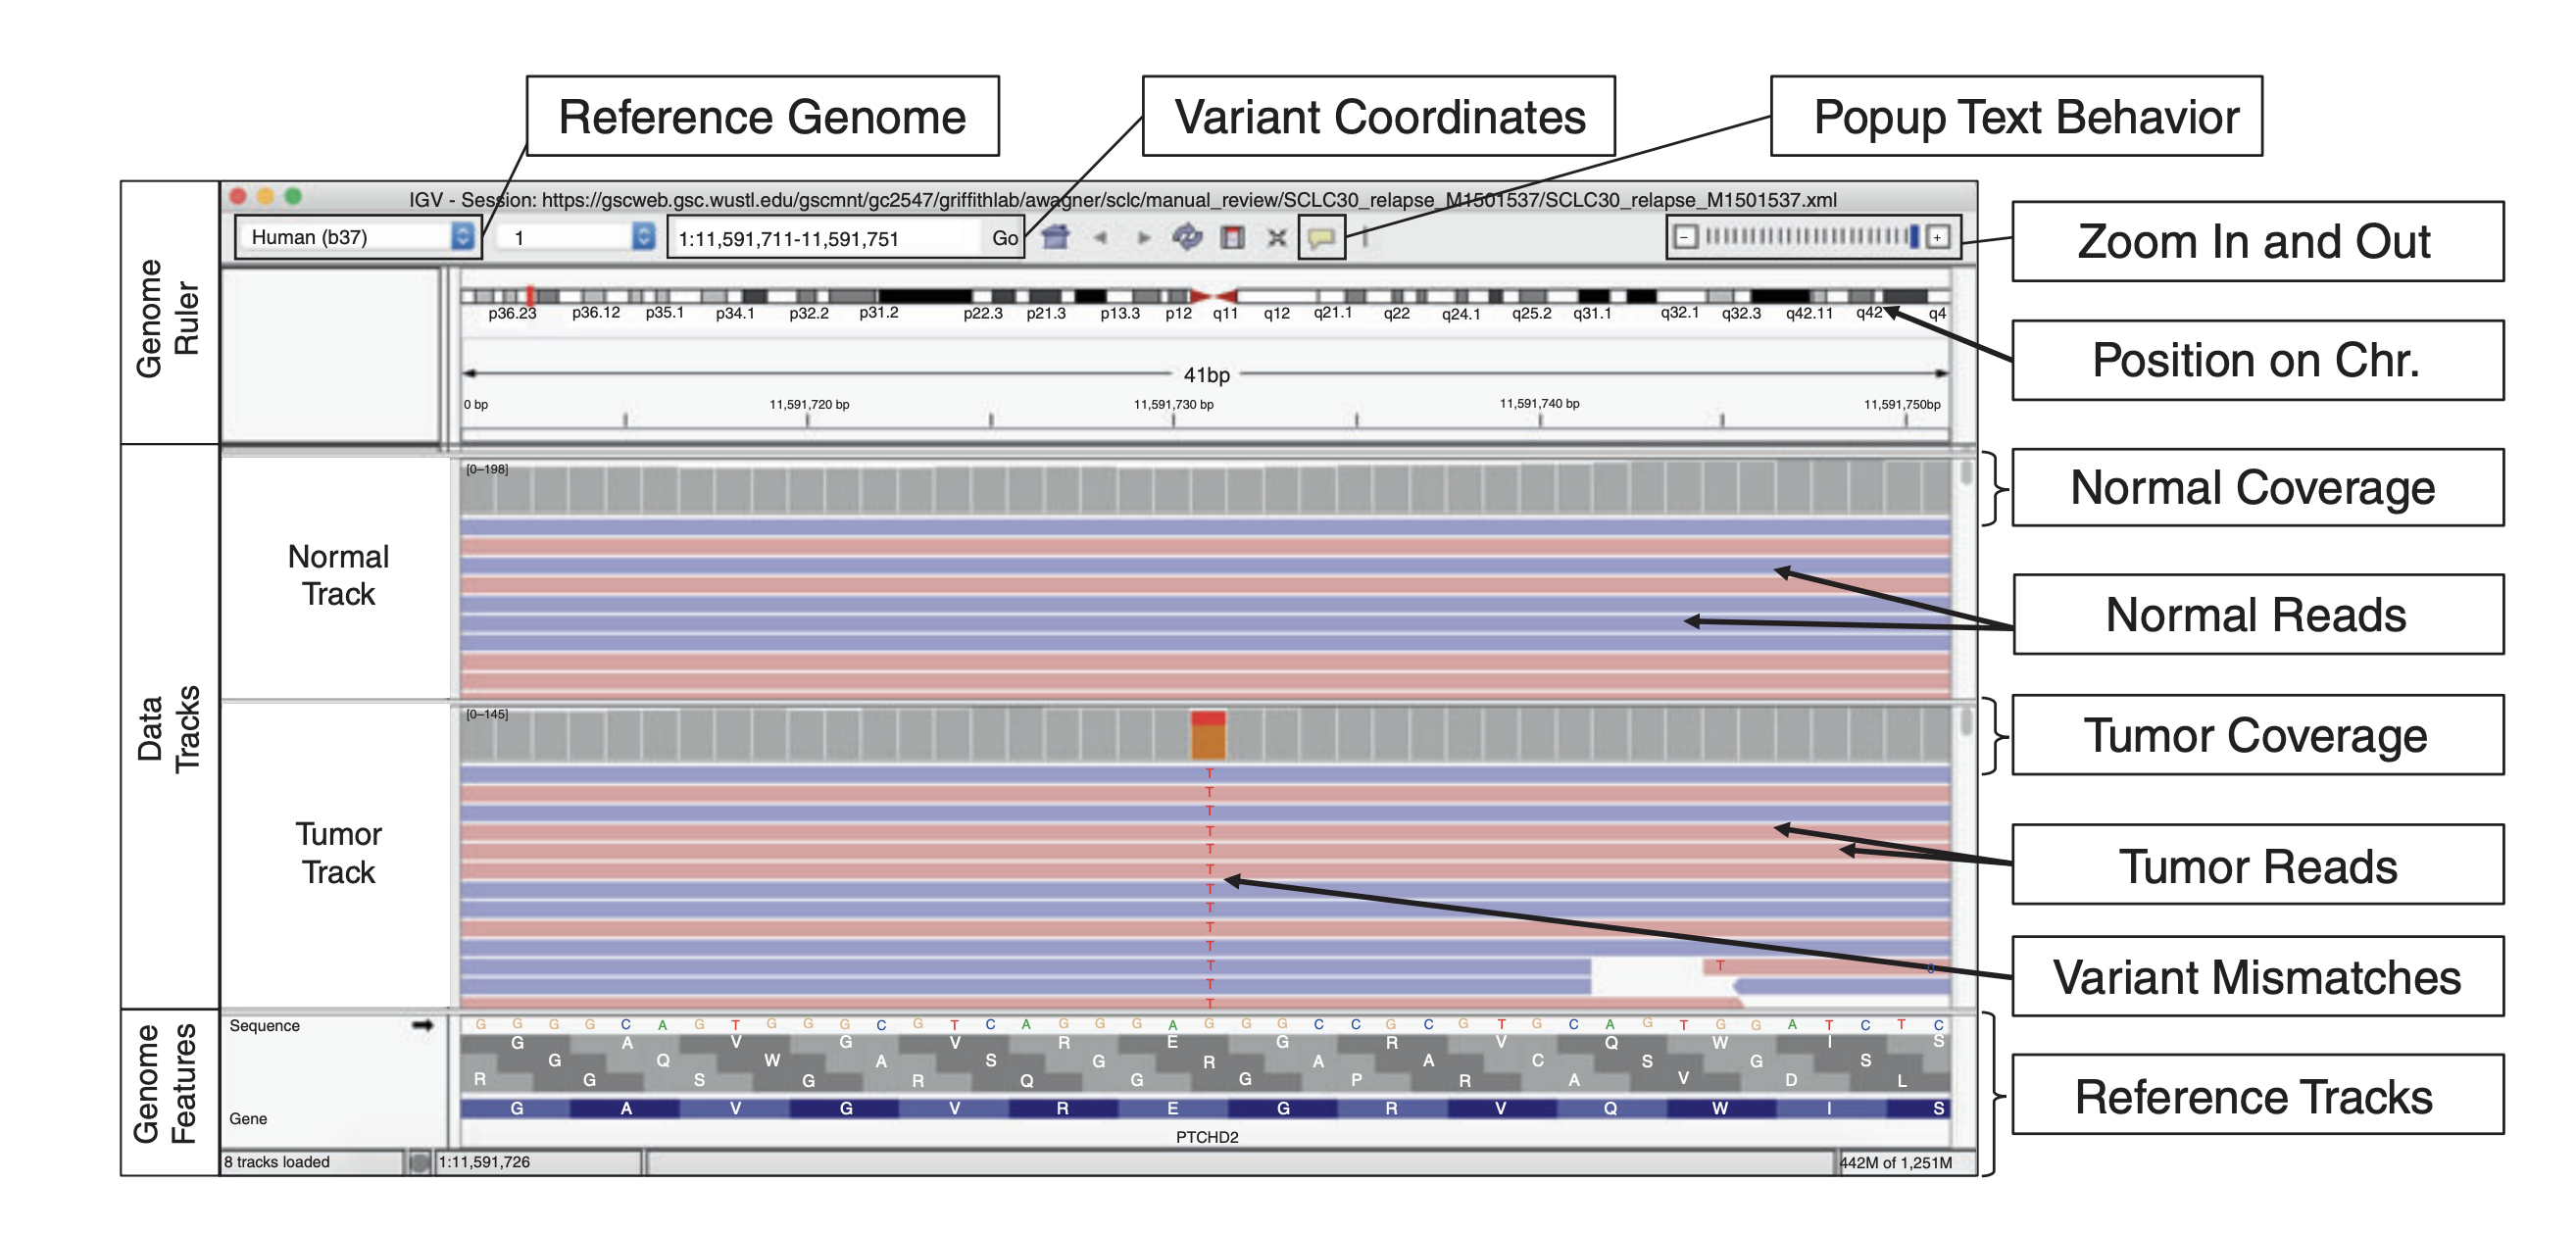 Reference Genome
Variant Coordinates
Popup Text Behavior
IGV - Session: https://gscweb.gsc.wustl.edu/gscmnt/gc2547/griffithlab/awagner/sclc/manual_review/SCLC30_relapse_M1501537/SCLC30_relapse_M1501537.xml
Human (b37)
1
1:11,591,711-11,591,751
Go
Zoom In and Out
Genome
Ruler
p36.23 p36.12 p35.1 p34.1 p32.2 p31.2 p22.3 p21.3 p13.3 p12 q11 q12 q21.1 q22 q24.1 q25.2 q31.1 q32.1 q32.3 q42.11 q42 q4
Position on Chr.
41bp
0 bp 11,591,720 bp 11,591,730 bp 11,591,740 bp 11,591,750bp
Data
Tracks
[0–198]
Normal Coverage
Normal
Track
Normal Reads
[0–145]
Tumor Coverage
Tumor
Track
T
T
T
T
T
T
T
T
T
T
T T
T
T
Tumor Reads
Variant Mismatches
Genome
Features
Sequence
G G G G C A G T G G G C G T C A G G G A G G G C C G C G T G C A G T G G A T C T C
G A V G V R E G R V Q W I S
G Q W A S G R A A C S G S
R G S G R Q G G P R A V D L
Gene
G A V G V R E G R V Q W I S
PTCHD2
Reference Tracks
8 tracks loaded
1:11,591,726
442M of 1,251M